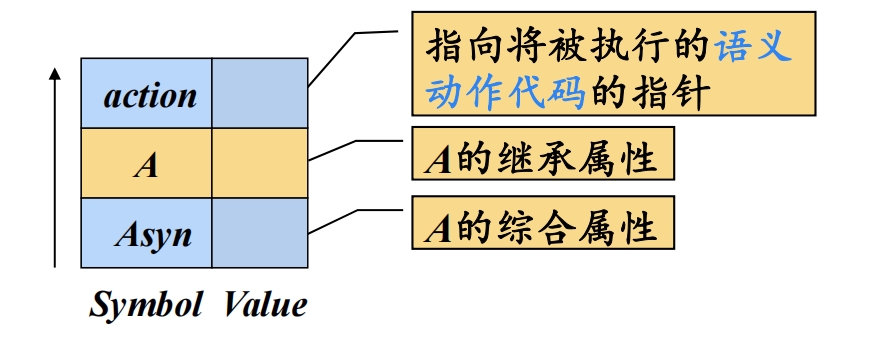 action
A
Asyn
Symbol Value
指向将被执行的语义
动作代码的指针
A的继承属性
A的综合属性